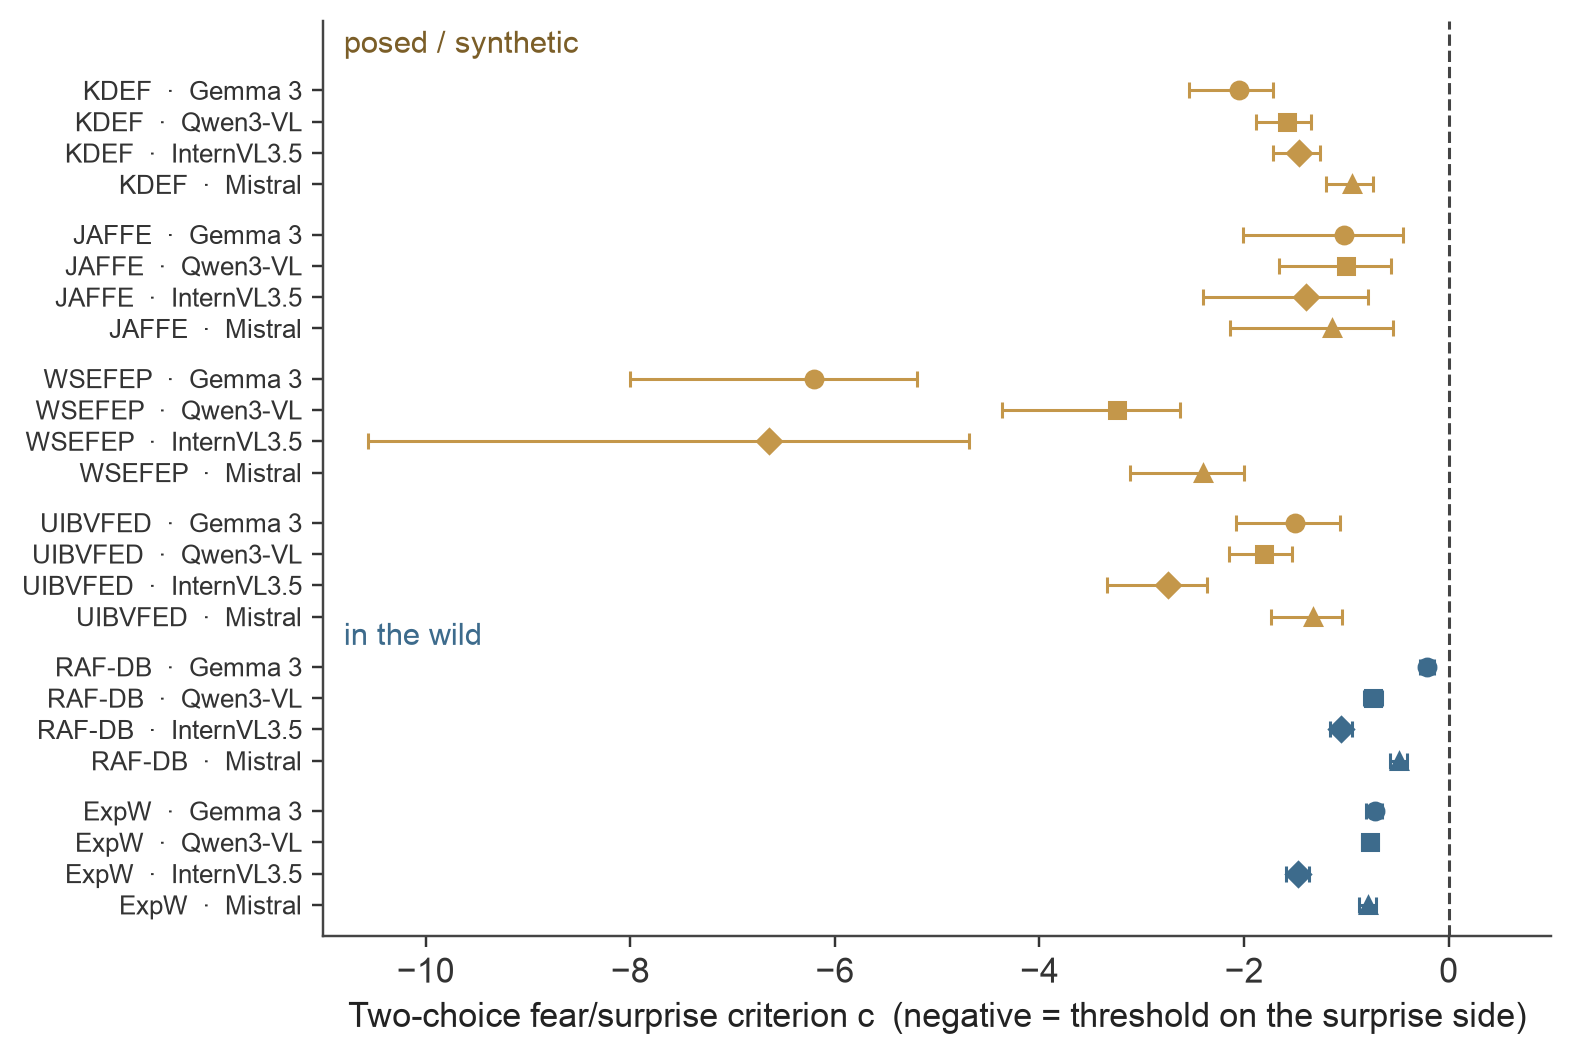 posed / synthetic
KDEF · Gemma 3
KDEF · Qwen3-VL
KDEF · InternVL3.5
KDEF · Mistral
JAFFE · Gemma 3
JAFFE · Qwen3-VL
JAFFE · InternVL3.5
JAFFE · Mistral
WSEFEP · Gemma 3
WSEFEP · Qwen3-VL
WSEFEP · InternVL3.5
WSEFEP · Mistral
UIBVFED · Gemma 3
UIBVFED · Qwen3-VL
UIBVFED · InternVL3.5
UIBVFED · Mistral
in the wild
RAF-DB · Gemma 3
RAF-DB · Qwen3-VL
RAF-DB · InternVL3.5
RAF-DB · Mistral
ExpW · Gemma 3
ExpW · Qwen3-VL
ExpW · InternVL3.5
ExpW · Mistral
−10 −8 −6 −4 −2 0
Two-choice fear/surprise criterion c (negative = threshold on the surprise side)